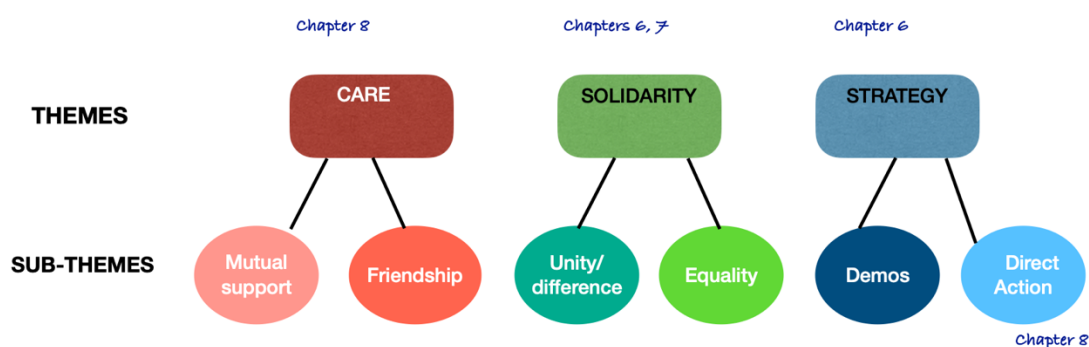 Chapter 8
Chapters 6, 7
Chapter 6
THEMES
CARE
SOLIDARITY
STRATEGY
SUB-THEMES
Mutual
support
Friendship
Unity/
difference
Equality
Demos
Direct
Action
Chapter 8